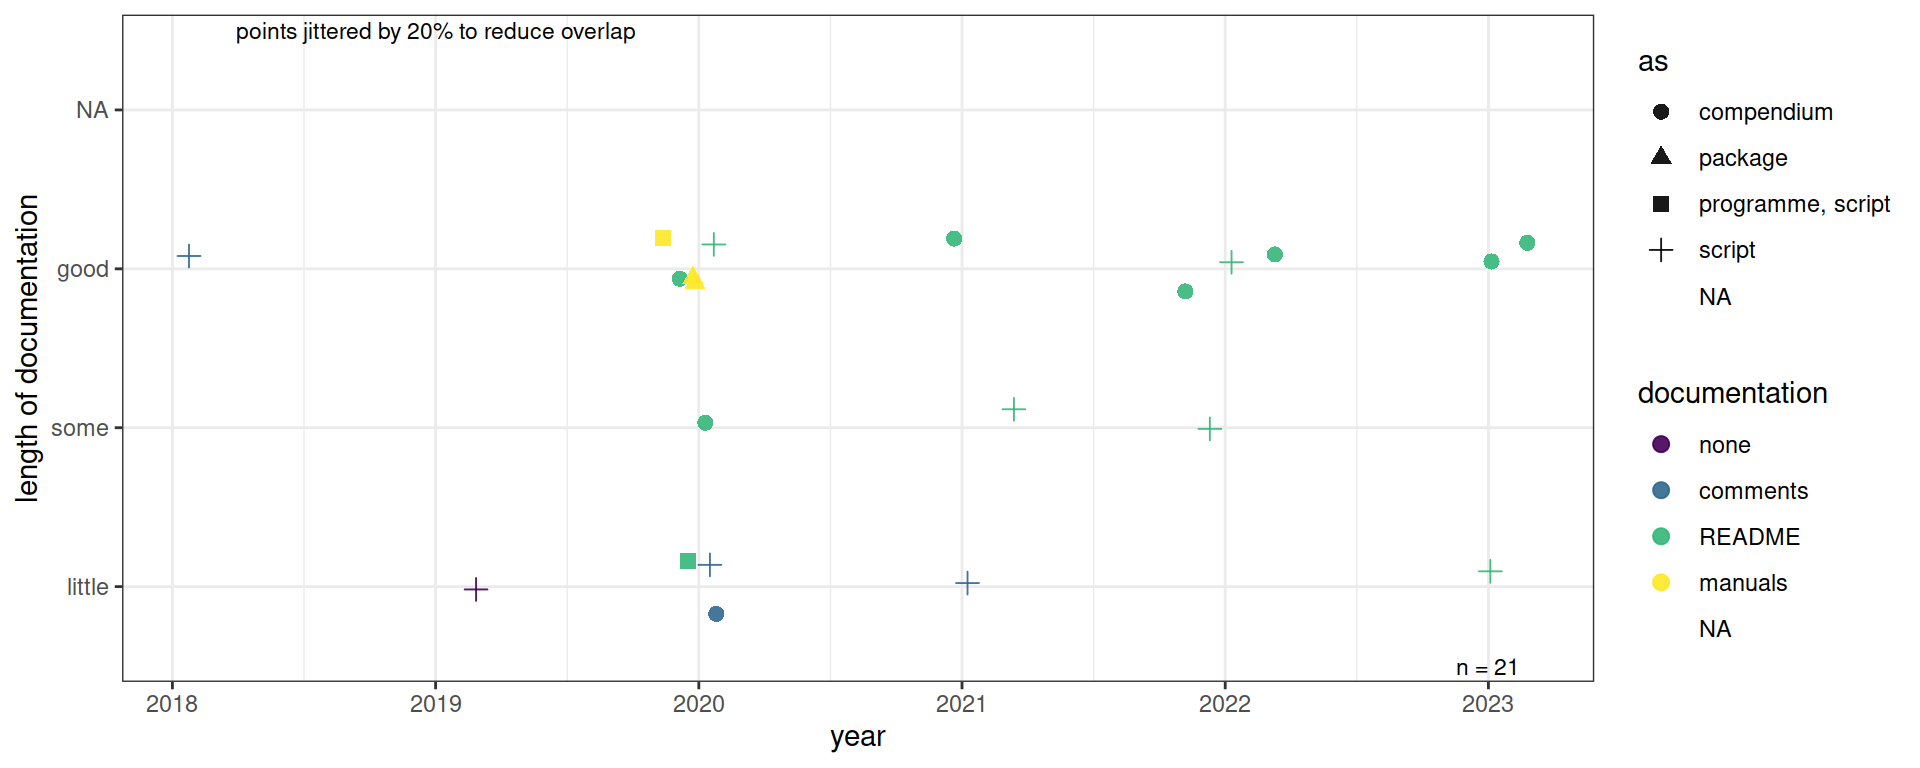 points jittered by 20% to reduce overlap
length of documentation
NA
good
some
little
n = 21
2018 2019 2020 2021 2022 2023
year
as
compendium
package
programme, script
script
NA
documentation
none
comments
README
manuals
NA